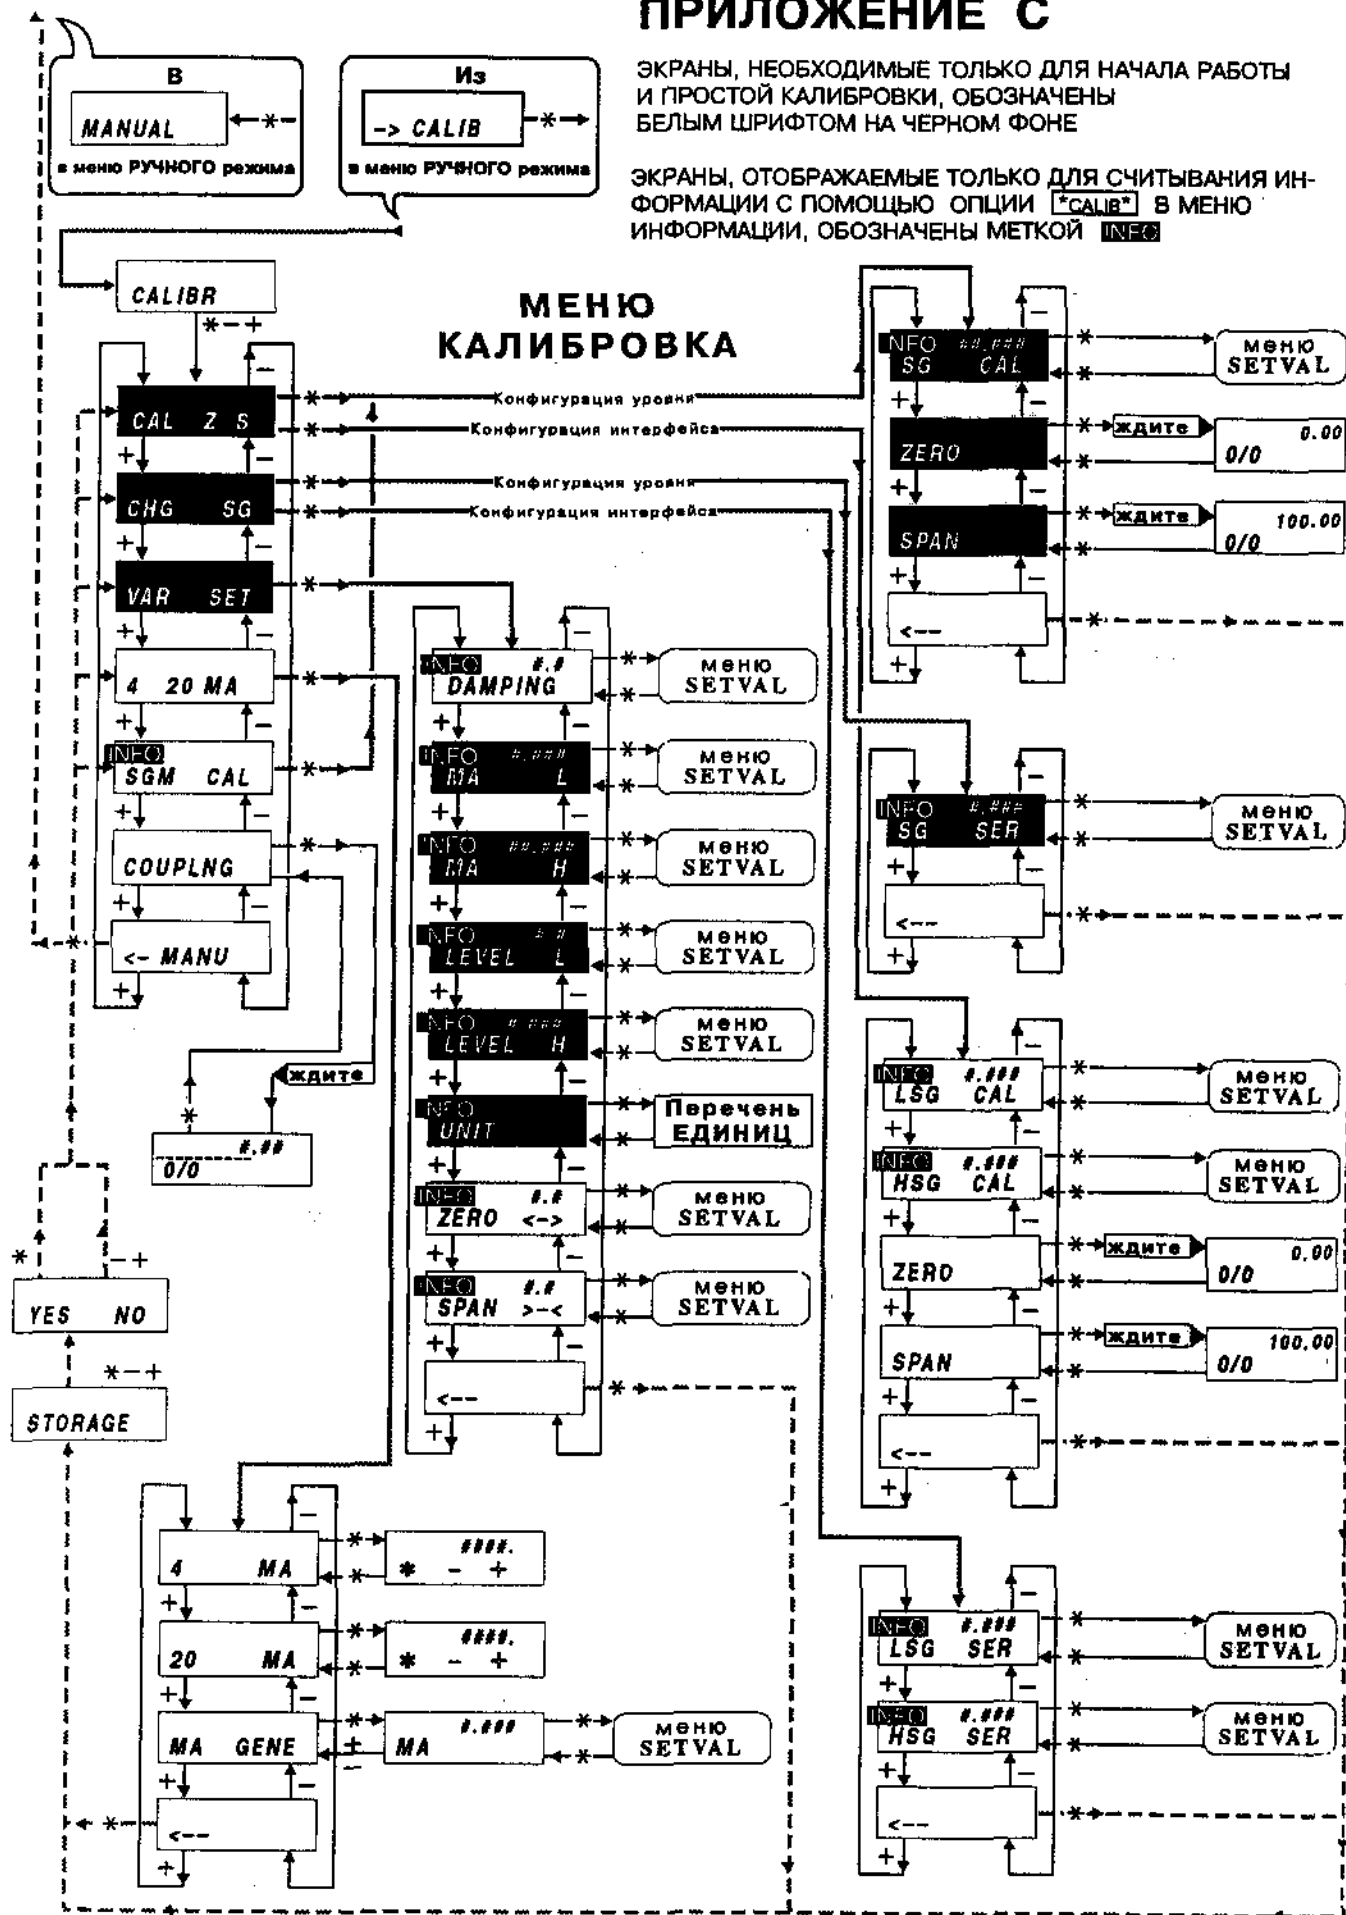 ПРИЛОЖЕНИЕ С
ЭКРАНЫ, НЕОБХОДИМЫЕ ТОЛЬКО ДЛЯ НАЧАЛА РАБОТЫ
И ПРОСТОЙ КАЛИБРОВКИ, ОБОЗНАЧЕНЫ
БЕЛЫМ ШРИФТОМ НА ЧЕРНОМ ФОНЕ
ЭКРАНЫ, ОТОБРАЖАЕМЫЕ ТОЛЬКО ДЛЯ СЧИТЫВАНИЯ ИН-
ФОРМАЦИИ С ПОМОЩЬЮ ОПЦИИ *CALIB* В МЕНЮ
ИНФОРМАЦИИ, ОБОЗНАЧЕНЫ МЕТКОЙ INFO
В
MANUAL
*-
в меню РУЧНОГО режима
Из
-> CALIB
-*
в меню РУЧНОГО режима
МЕНЮ
КАЛИБРОВКА
CALIBR
*-+
CAL Z S
* Конфигурация уровня
* Конфигурация интерфейса
CHG SG
* Конфигурация уровня
* Конфигурация интерфейса
VAR SET
*
4 20 MA
*
INFO
SGM CAL
*
COUPLNG
*
<- MANU
*
ждите
#.##
0/0
*
* -+
YES NO
*-+
STORAGE
INFO #.#
DAMPING
меню
SETVAL
INFO #.###
MA L
меню
SETVAL
INFO ##.###
MA H
меню
SETVAL
INFO #.#
LEVEL L
меню
SETVAL
INFO #.###
LEVEL H
меню
SETVAL
INFO
UNIT
Перечень
ЕДИНИЦ
INFO #.#
ZERO <->
меню
SETVAL
INFO #.#
SPAN >-<
меню
SETVAL
<--
*
4 MA
####.
* - +
20 MA
####.
* - +
MA GENE
#.###
MA
меню
SETVAL
<--
*
INFO ##.###
SG CAL
меню
SETVAL
ZERO
ждите
0.00
0/0
SPAN
ждите
100.00
0/0
<--
*
INFO #.###
SG SER
меню
SETVAL
<--
*
INFO #.###
LSG CAL
меню
SETVAL
INFO #.###
HSG CAL
меню
SETVAL
ZERO
ждите
0.00
0/0
SPAN
ждите
100.00
0/0
<--
*
INFO #.###
LSG SER
меню
SETVAL
INFO #.###
HSG SER
меню
SETVAL
<--
*